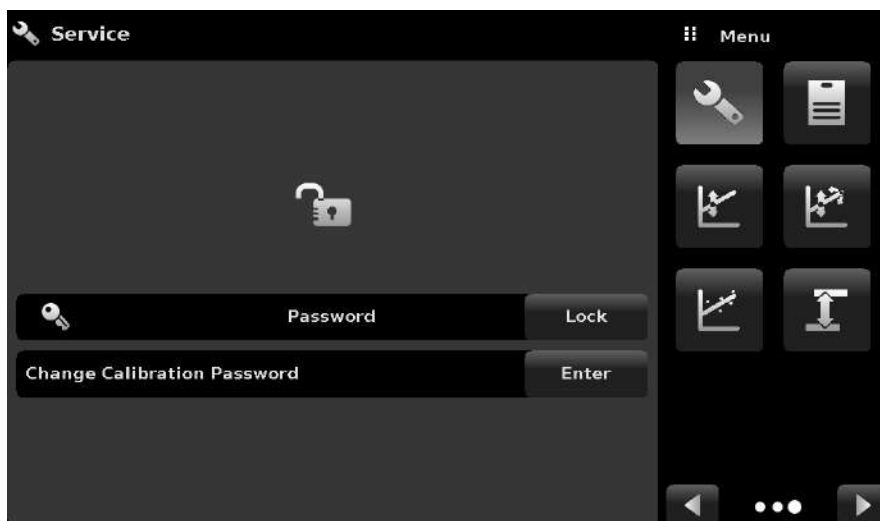 Service
Menu
Password
Lock
Change Calibration Password
Enter